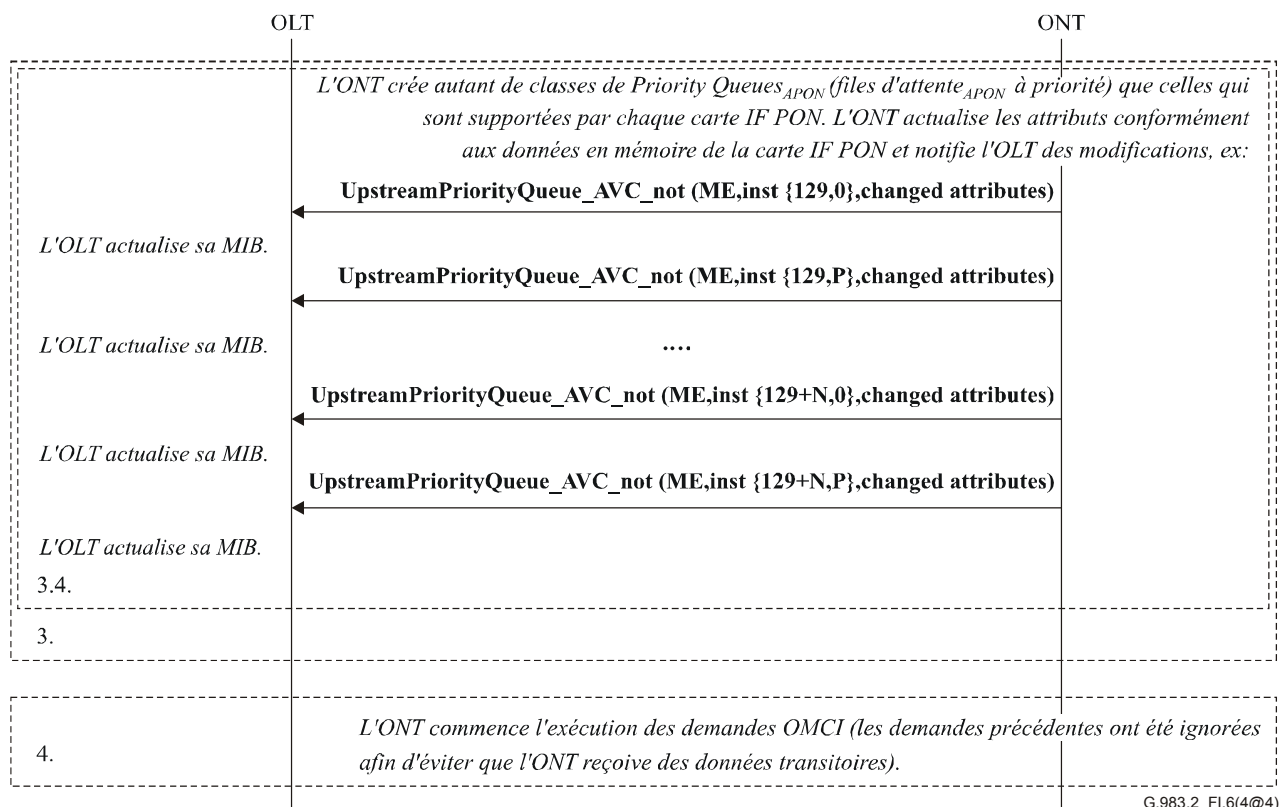 OLT
ONT
L'ONT crée autant de classes de Priority Queues APON (files d'attente APON à priorité) que celles qui
sont supportées par chaque carte IF PON. L'ONT actualise les attributs conformément
aux données en mémoire de la carte IF PON et notifie l'OLT des modifications, ex:
UpstreamPriorityQueue_AVC_not (ME,inst {129,0},changed attributes)
L'OLT actualise sa MIB.
UpstreamPriorityQueue_AVC_not (ME,inst {129,P},changed attributes)
L'OLT actualise sa MIB.
....
UpstreamPriorityQueue_AVC_not (ME,inst {129+N,0},changed attributes)
L'OLT actualise sa MIB.
UpstreamPriorityQueue_AVC_not (ME,inst {129+N,P},changed attributes)
L'OLT actualise sa MIB.
3.4.
3.
L'ONT commence l'exécution des demandes OMCI (les demandes précédentes ont été ignorées
4.
afin d'éviter que l'ONT reçoive des données transitoires).
G.983.2_FI.6(4@4)